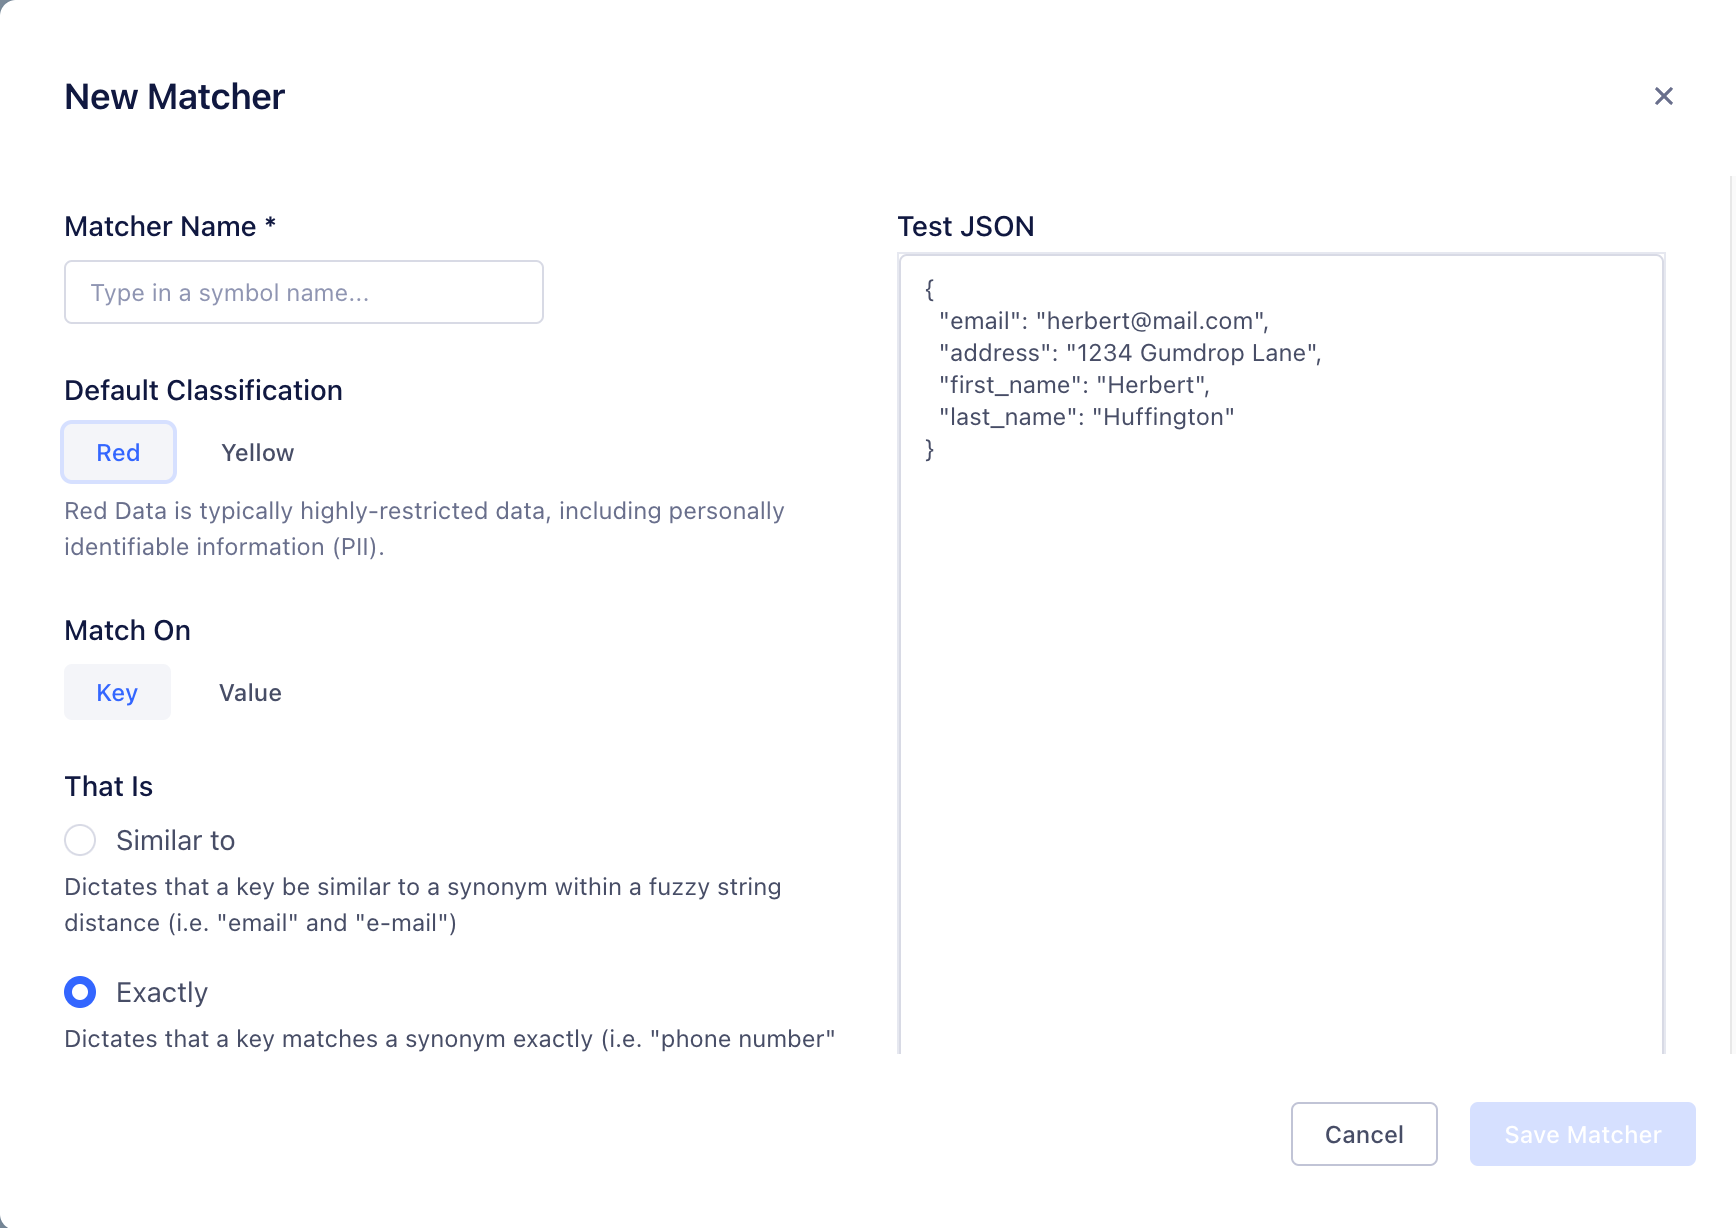 New Matcher
Matcher Name *
Type in a symbol name...
Default Classification
Red
Yellow
Red Data is typically highly-restricted data, including personally
identifiable information (PII).
Match On
Key
Value
That Is
Similar to
Dictates that a key be similar to a synonym within a fuzzy string
distance (i.e. "email" and "e-mail")
Exactly
Dictates that a key matches a synonym exactly (i.e. "phone number"
Test JSON
{
  "email": "herbert@mail.com",
  "address": "1234 Gumdrop Lane",
  "first_name": "Herbert",
  "last_name": "Huffington"
}
Cancel
Save Matcher